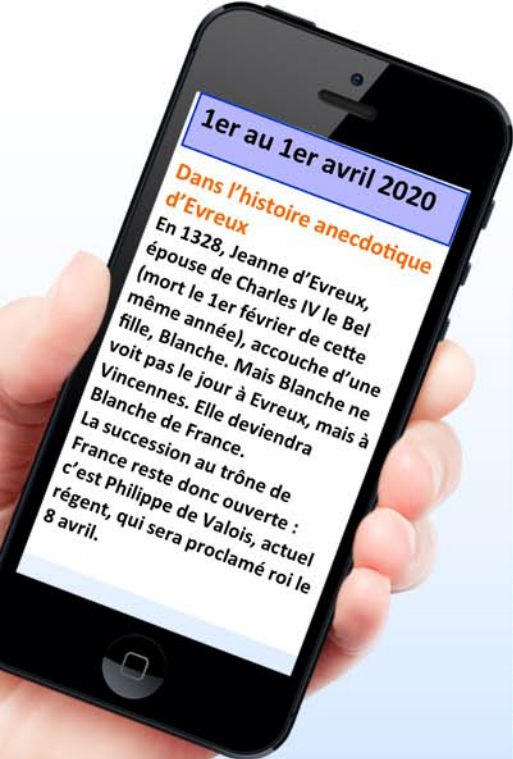 1er au 1er avril 2020
Dans l'histoire anecdotique
d'Evreux
En 1328, Jeanne d'Evreux,
épouse de Charles IV le Bel
(mort le 1er février de cette
même année), accouche d'une
fille, Blanche. Mais Blanche ne
voit pas le jour à Evreux, mais à
Vincennes. Elle deviendra
Blanche de France.
La succession au trône de
France reste donc ouverte :
c'est Philippe de Valois, actuel
régent, qui sera proclamé roi le
8 avril.